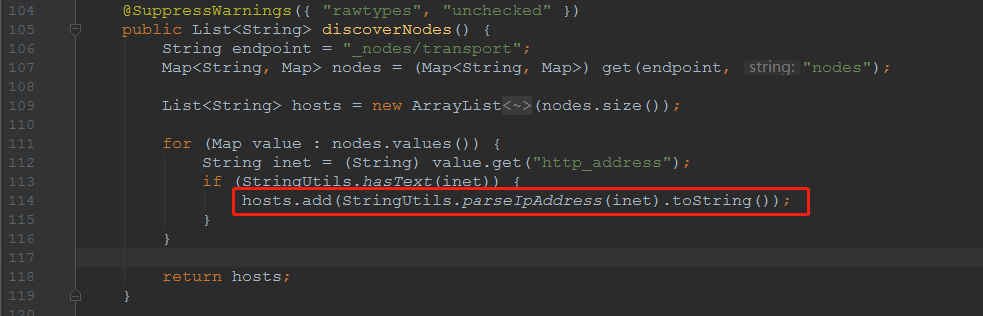 104 @SuppressWarnings({ "rawtypes", "unchecked" })
105 public List<String> discoverNodes() {
106 String endpoint = "_nodes/transport";
107 Map<String, Map> nodes = (Map<String, Map>) get(endpoint, string: "nodes");
108
109 List<String> hosts = new ArrayList<~>(nodes.size());
110
111 for (Map value : nodes.values()) {
112 String inet = (String) value.get("http_address");
113 if (StringUtils.hasText(inet)) {
114 hosts.add(StringUtils.parseIpAddress(inet).toString());
115 }
116 }
117
118 return hosts;
119 }
120